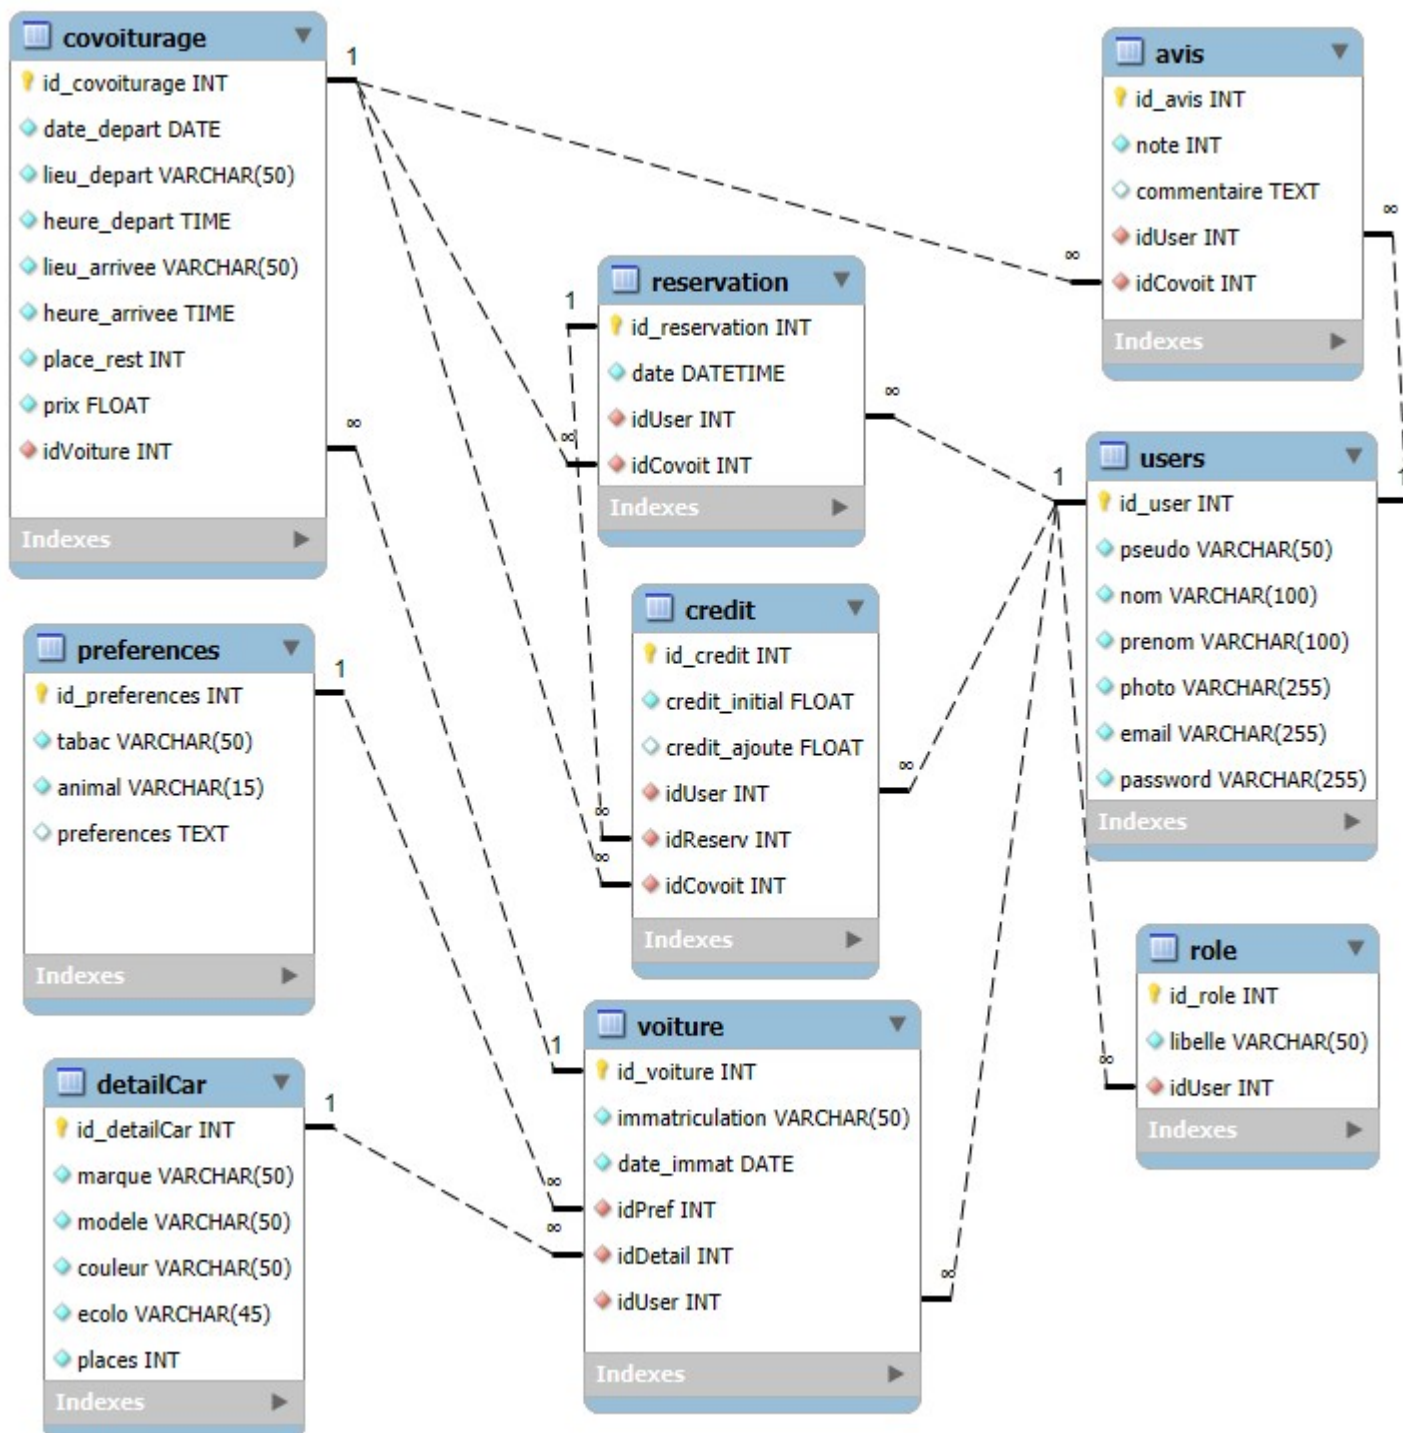 covoiturage
id_covoiturage INT
date_depart DATE
lieu_depart VARCHAR(50)
heure_depart TIME
lieu_arrivee VARCHAR(50)
heure_arrivee TIME
place_rest INT
prix FLOAT
idVoiture INT
Indexes
1
∞
avis
id_avis INT
note INT
commentaire TEXT
idUser INT
idCovoit INT
Indexes
∞
∞
reservation
id_reservation INT
date DATETIME
idUser INT
idCovoit INT
Indexes
1
∞
∞
users
id_user INT
pseudo VARCHAR(50)
nom VARCHAR(100)
prenom VARCHAR(100)
photo VARCHAR(255)
email VARCHAR(255)
password VARCHAR(255)
Indexes
1
1
credit
id_credit INT
credit_initial FLOAT
credit_ajoute FLOAT
idUser INT
idReserv INT
idCovoit INT
Indexes
∞
∞
∞
preferences
id_preferences INT
tabac VARCHAR(50)
animal VARCHAR(15)
preferences TEXT
Indexes
1
role
id_role INT
libelle VARCHAR(50)
idUser INT
Indexes
∞
voiture
id_voiture INT
immatriculation VARCHAR(50)
date_immat DATE
idPref INT
idDetail INT
idUser INT
Indexes
1
∞
∞
∞
detailCar
id_detailCar INT
marque VARCHAR(50)
modele VARCHAR(50)
couleur VARCHAR(50)
ecolo VARCHAR(45)
places INT
Indexes
1